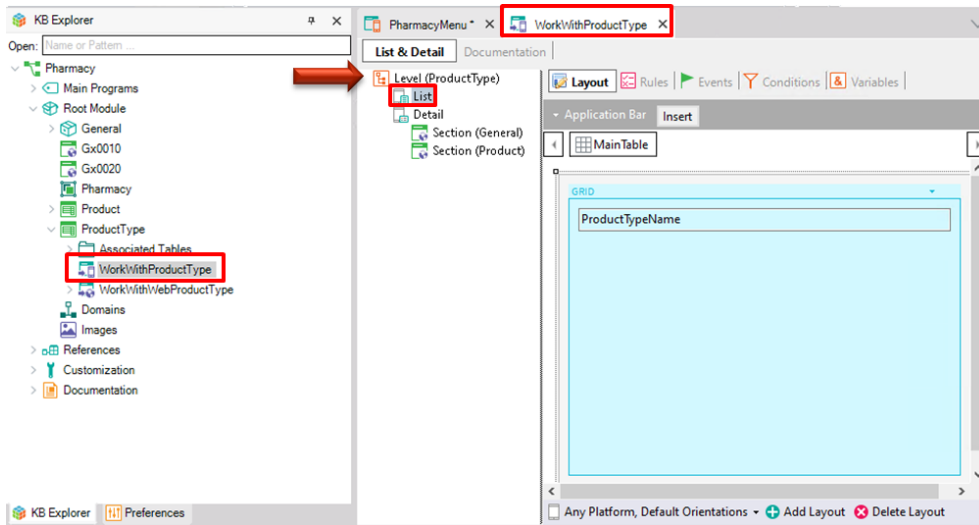 KB Explorer
Open: Name or Pattern ...
Pharmacy
Main Programs
Root Module
General
Gx0010
Gx0020
Pharmacy
Product
ProductType
Associated Tables
WorkWithProductType
WorkWithWebProductType
Domains
Images
References
Customization
Documentation
KB Explorer Preferences
PharmacyMenu * WorkWithProductType
List & Detail Documentation
Level (ProductType)
List
Detail
Section (General)
Section (Product)
Layout Rules Events Conditions Variables
Application Bar Insert
MainTable
GRID
ProductTypeName
Any Platform, Default Orientations Add Layout Delete Layout